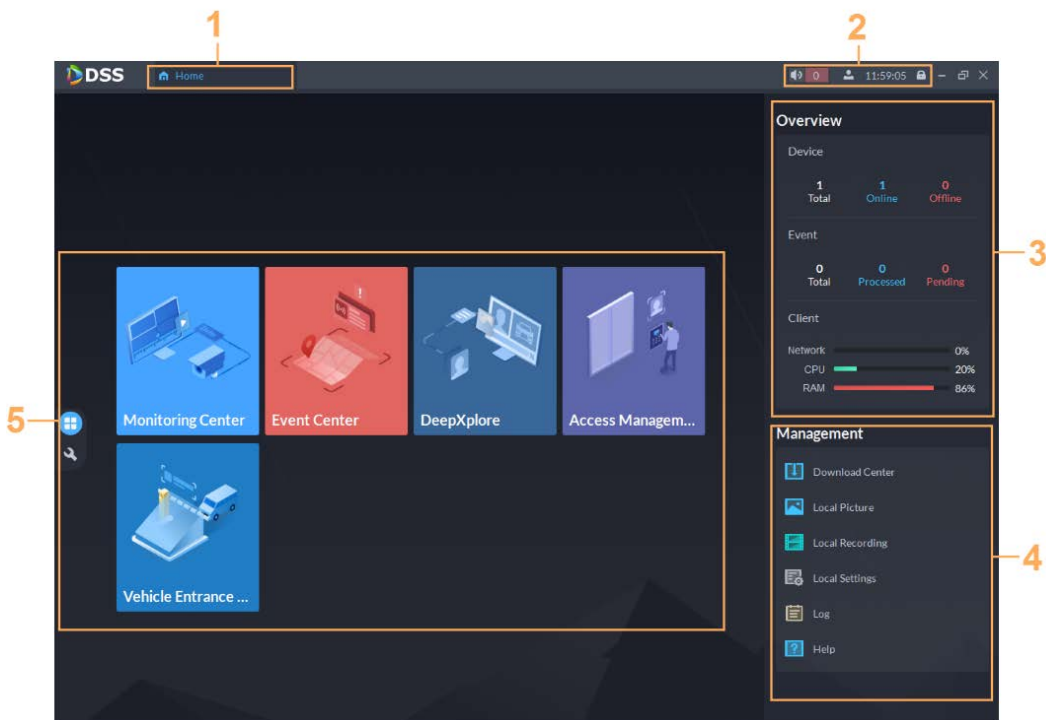 1
2
DSS
Home
0
11:59:05
Overview
Device
1
1
0
Total
Online
Offline
3
Event
0
0
0
Total
Processed
Pending
Client
Network
0%
CPU
20%
RAM
86%
5
Monitoring Center
Event Center
DeepXplore
Access Managem...
Management
Download Center
Local Picture
Local Recording
4
Local Settings
Vehicle Entrance ...
Log
Help